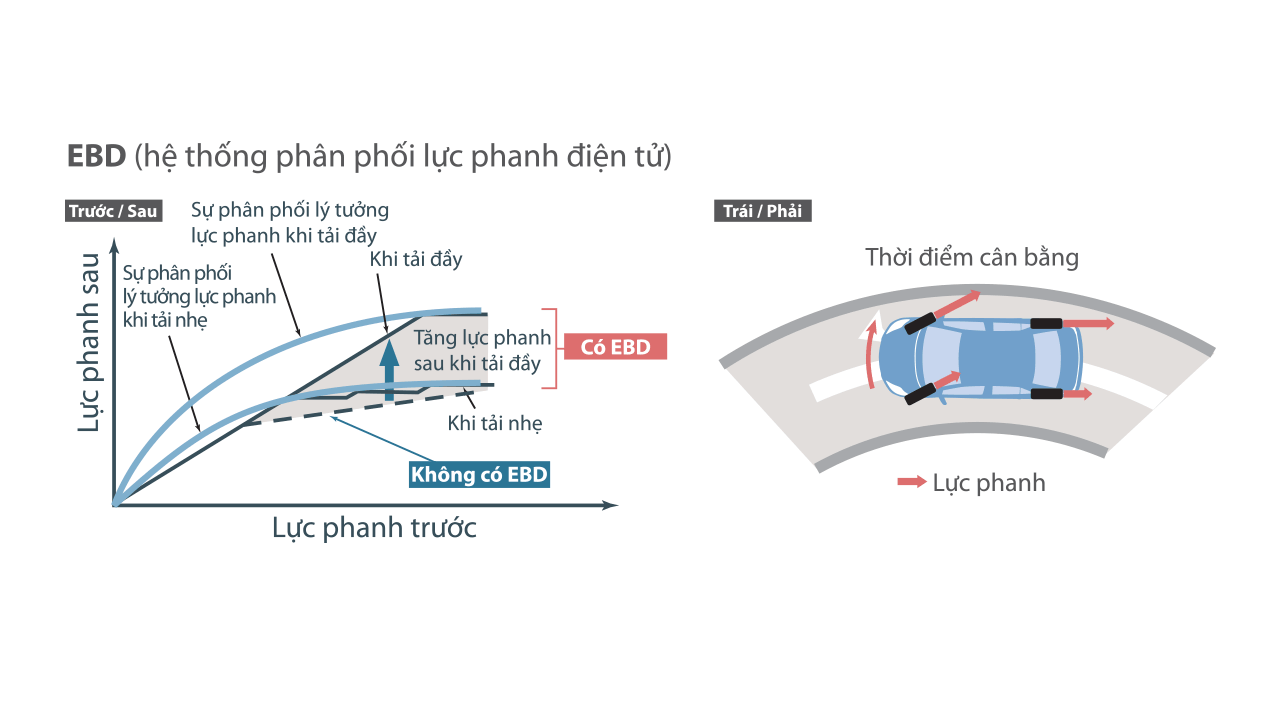 EBD (hệ thống phân phối lực phanh điện tử)
Trước / Sau
Sự phân phối lý tưởng
lực phanh khi tải đầy
Khi tải đầy
Sự phân phối
lý tưởng lực phanh
khi tải nhẹ
Lực phanh sau
Tăng lực phanh
sau khi tải đầy
Có EBD
Khi tải nhẹ
Không có EBD
Lực phanh trước
Trái / Phải
Thời điểm cân bằng
Lực phanh